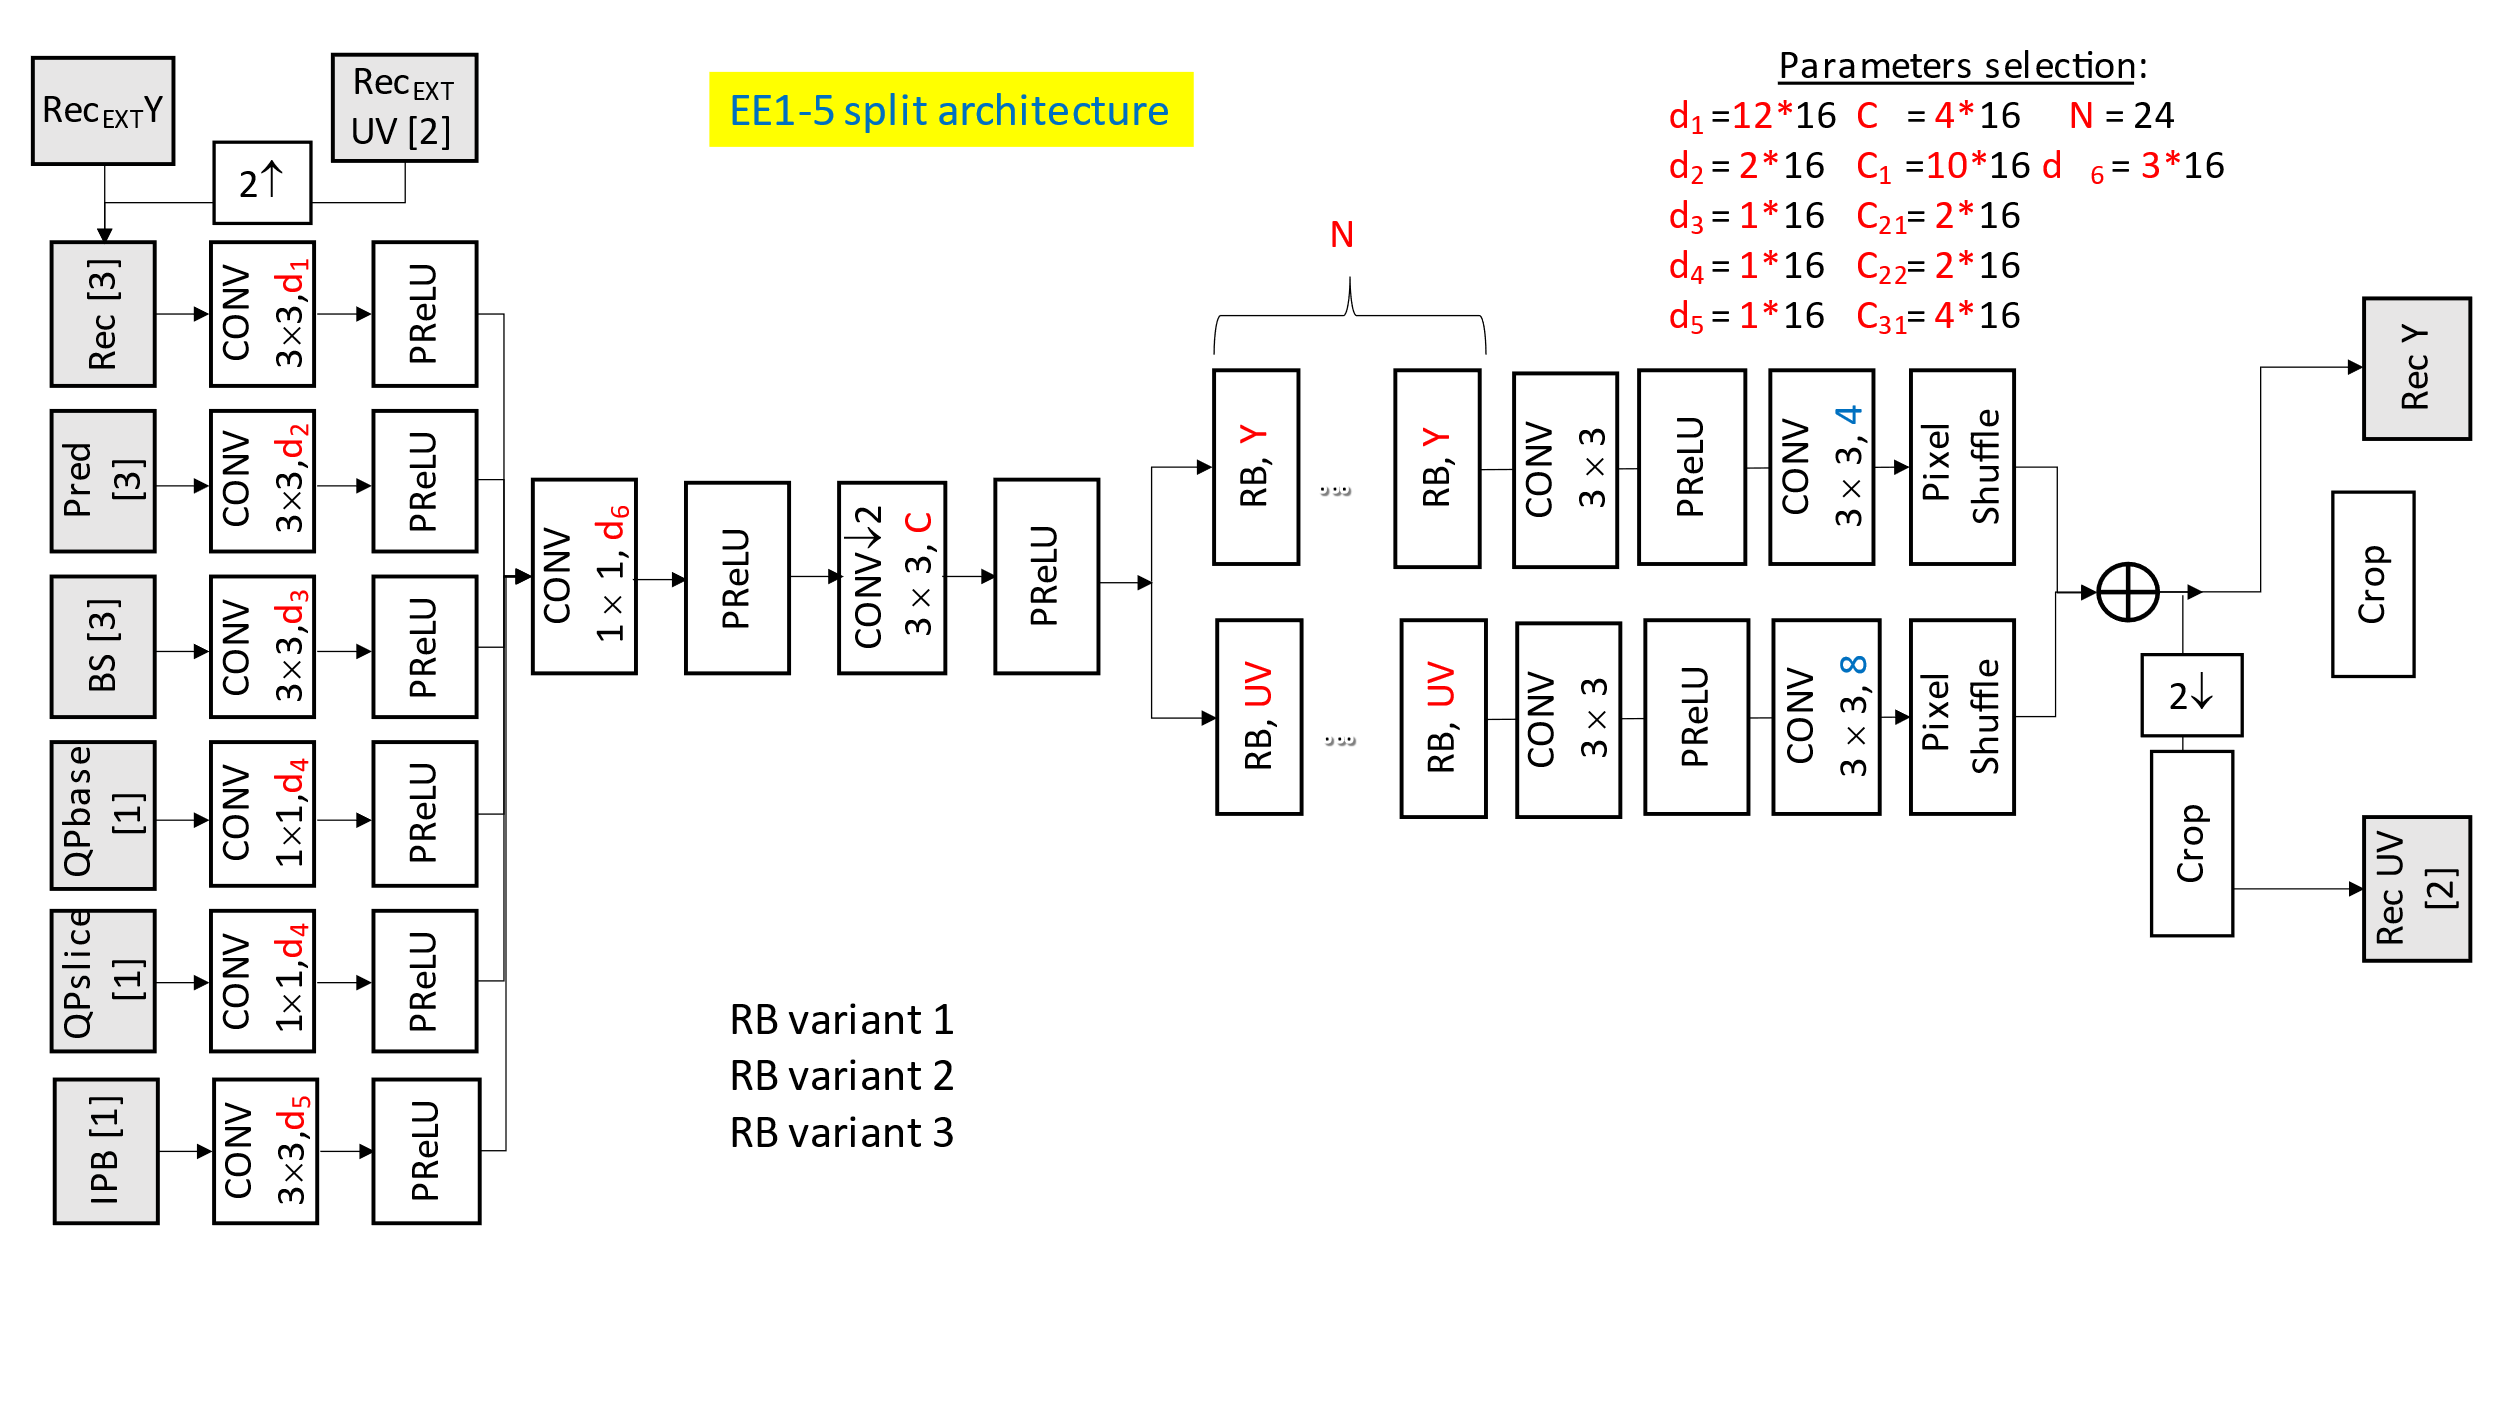 Rec_EXT Y
Rec_EXT
UV [2]
2↑
EE1-5 split architecture
Parameters selection:
d1 =12*16 C = 4*16 N = 24
d2 = 2*16 C1 =10*16 d 6 = 3*16
d3 = 1*16 C21= 2*16
d4 = 1*16 C22= 2*16
d5 = 1*16 C31= 4*16
N
Rec [3]
CONV
3×3,d1
PReLU
Pred
[3]
CONV
3×3,d2
PReLU
BS [3]
CONV
3×3,d3
PReLU
QPbase
[1]
CONV
1×1,d4
PReLU
QPslice
[1]
CONV
1×1,d4
PReLU
IPB [1]
CONV
3×3,d5
PReLU
CONV
1 × 1, d6
PReLU
CONV↓2
3 × 3, C
PReLU
RB, Y
...
RB, Y
CONV
3 × 3
PReLU
CONV
3 × 3, 4
Pixel
Shuffle
RB, UV
...
RB, UV
CONV
3 × 3
PReLU
CONV
3 × 3, 8
Pixel
Shuffle
Rec Y
Crop
2↓
Crop
Rec UV
[2]
RB variant 1
RB variant 2
RB variant 3